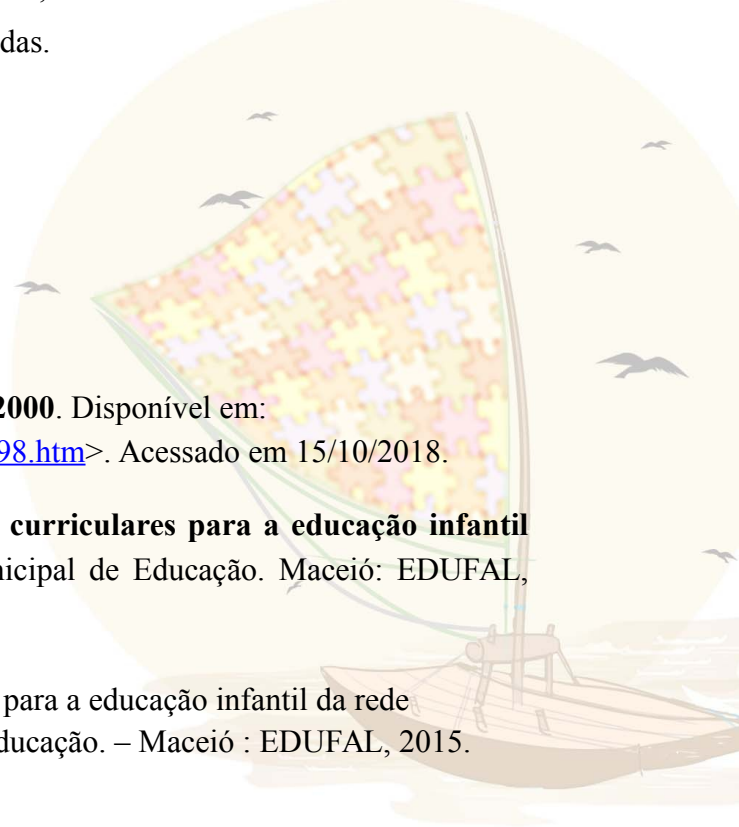 das.
2000. Disponível em:
98.htm>. Acessado em 15/10/2018.
curriculares para a educação infantil
nicipal de Educação. Maceió: EDUFAL,
para a educação infantil da rede
ducação. – Maceió : EDUFAL, 2015.